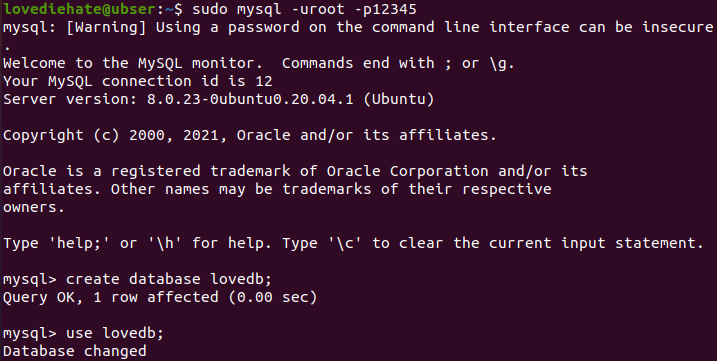 lovediehate@ubser:~$ sudo mysql -uroot -p12345
mysql: [Warning] Using a password on the command line interface can be insecure
.
Welcome to the MySQL monitor.  Commands end with ; or \g.
Your MySQL connection id is 12
Server version: 8.0.23-0ubuntu0.20.04.1 (Ubuntu)
Copyright (c) 2000, 2021, Oracle and/or its affiliates.
Oracle is a registered trademark of Oracle Corporation and/or its
affiliates. Other names may be trademarks of their respective
owners.
Type 'help;' or '\h' for help. Type '\c' to clear the current input statement.
mysql> create database lovedb;
Query OK, 1 row affected (0.00 sec)
mysql> use lovedb;
Database changed